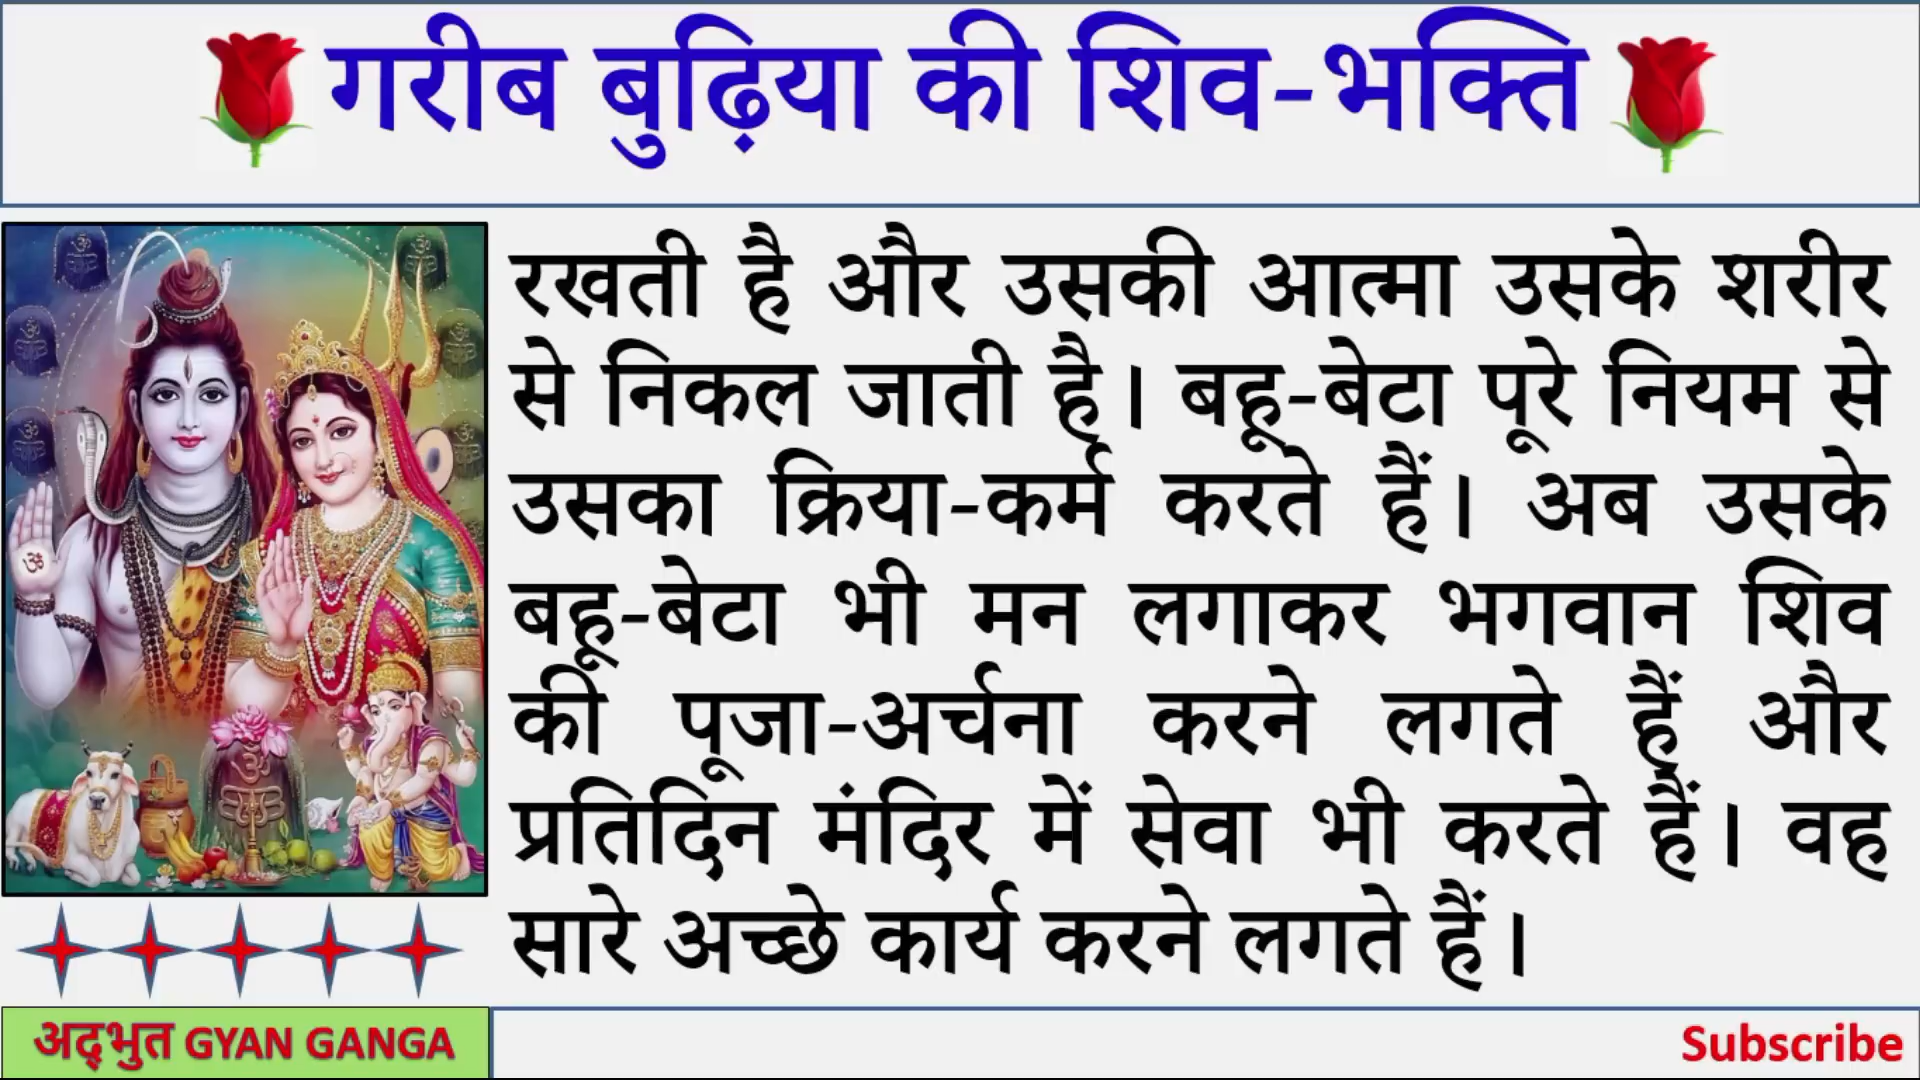 गरीब बुढ़िया की शिव-भक्ति
रखती है और उसकी आत्मा उसके शरीर
से निकल जाती है। बहू-बेटा पूरे नियम से
उसका क्रिया-कर्म करते हैं। अब उसके
बहू-बेटा भी मन लगाकर भगवान शिव
की पूजा-अर्चना करने लगते हैं और
प्रतिदिन मंदिर में सेवा भी करते हैं। वह
सारे अच्छे कार्य करने लगते हैं।
अद्भुत GYAN GANGA
Subscribe